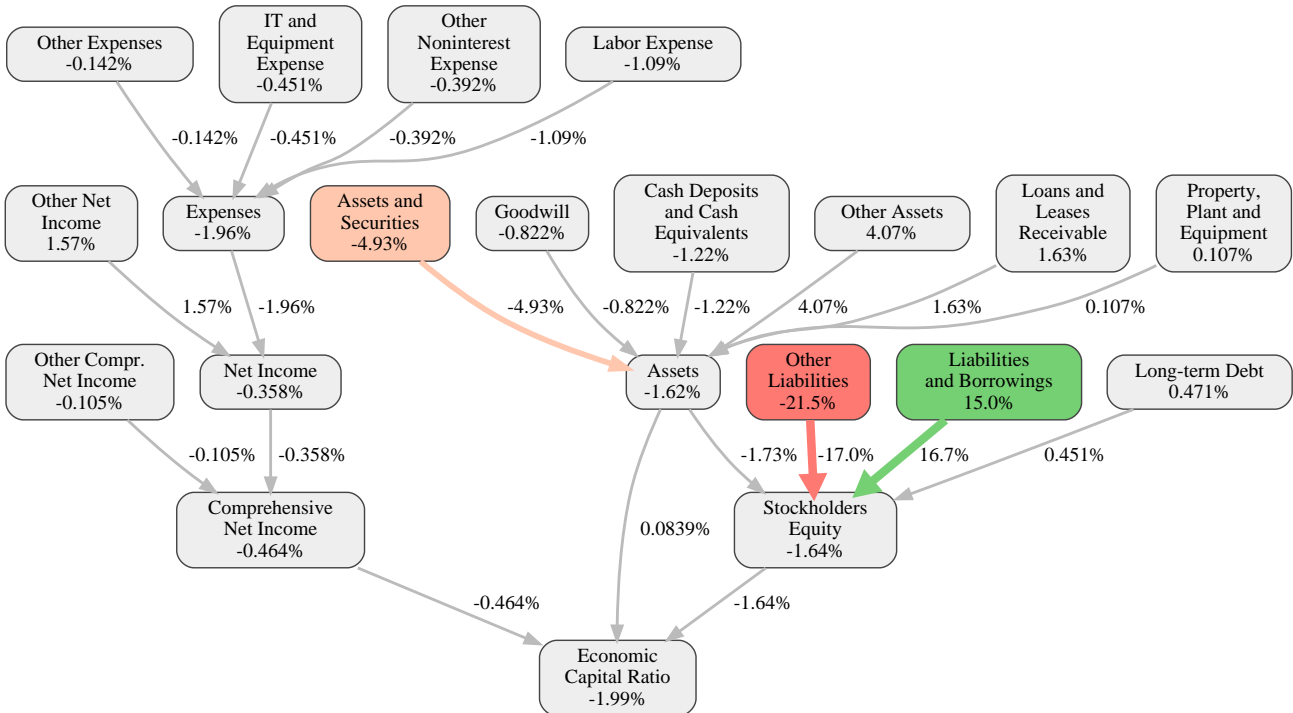 Other Expenses
-0.142%
IT and
Equipment
Expense
-0.451%
Other
Noninterest
Expense
-0.392%
Labor Expense
-1.09%
-0.142%
-0.451%
-0.392%
-1.09%
Other Net
Income
1.57%
Expenses
-1.96%
Assets and
Securities
-4.93%
Goodwill
-0.822%
Cash Deposits
and Cash
Equivalents
-1.22%
Other Assets
4.07%
Loans and
Leases
Receivable
1.63%
Property,
Plant and
Equipment
0.107%
1.57%
-1.96%
-4.93%
-0.822%
-1.22%
4.07%
1.63%
0.107%
Other Compr.
Net Income
-0.105%
Net Income
-0.358%
Assets
-1.62%
Other
Liabilities
-21.5%
Liabilities
and Borrowings
15.0%
Long-term Debt
0.471%
-0.105%
-0.358%
-1.73%
-17.0%
16.7%
0.451%
Comprehensive
Net Income
-0.464%
0.0839%
Stockholders
Equity
-1.64%
-0.464%
-1.64%
Economic
Capital Ratio
-1.99%